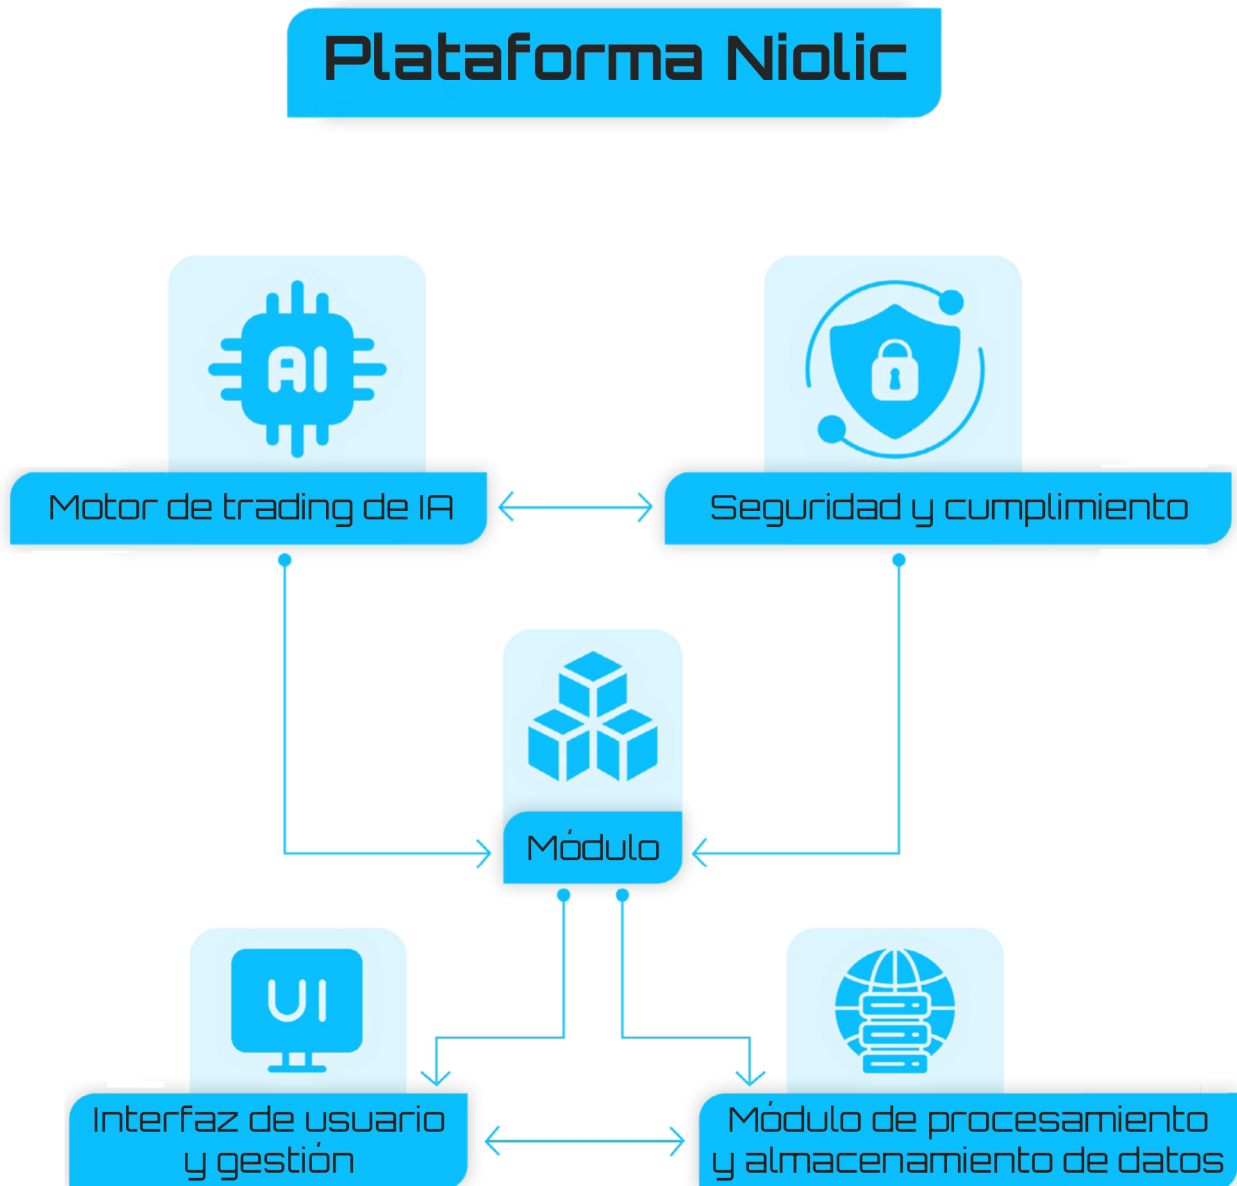 Plataforma Niolic
AI
Motor de trading de IA
Seguridad y cumplimiento
Módulo
UI
Interfaz de usuario
y gestión
Módulo de procesamiento
y almacenamiento de datos